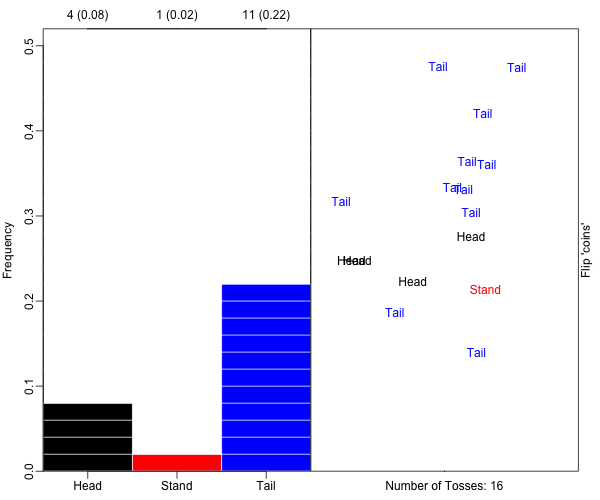 4 (0.08) 1 (0.02) 11 (0.22)
0.5
0.4
0.3
0.2
0.1
0.0
Frequency
Head Stand Tail
Tail Tail
Tail
Tail Tail
Tail Tail
Tail
Tail
Head
Head Head
Head
Stand
Tail
Tail
Flip 'coins'
Number of Tosses: 16